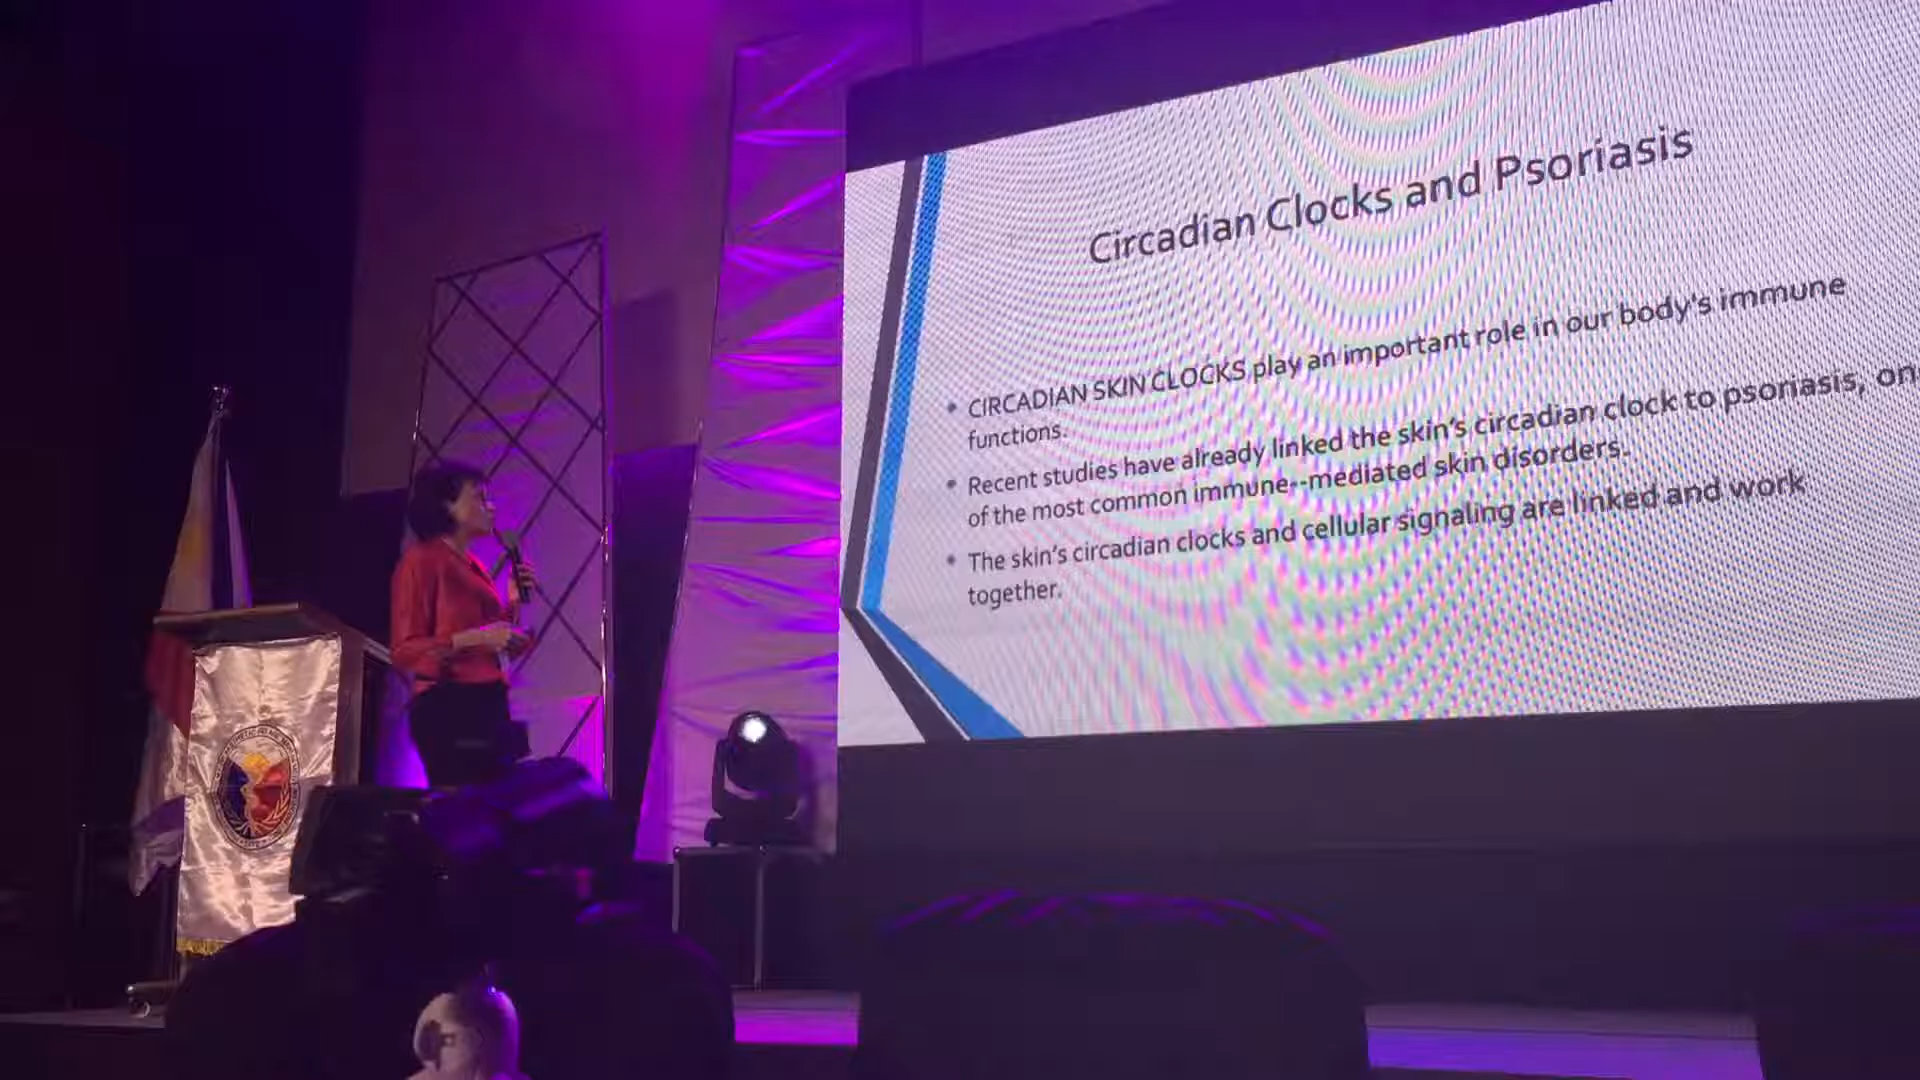 Circadian Clocks and Psoriasis
• CIRCADIAN SKIN CLOCKS play an important role in our body's immune
functions.
• Recent studies have already linked the skin's circadian clock to psoriasis,
of the most common immune--mediated skin disorders.
• The skin's circadian clocks and cellular signaling are linked and work
together.